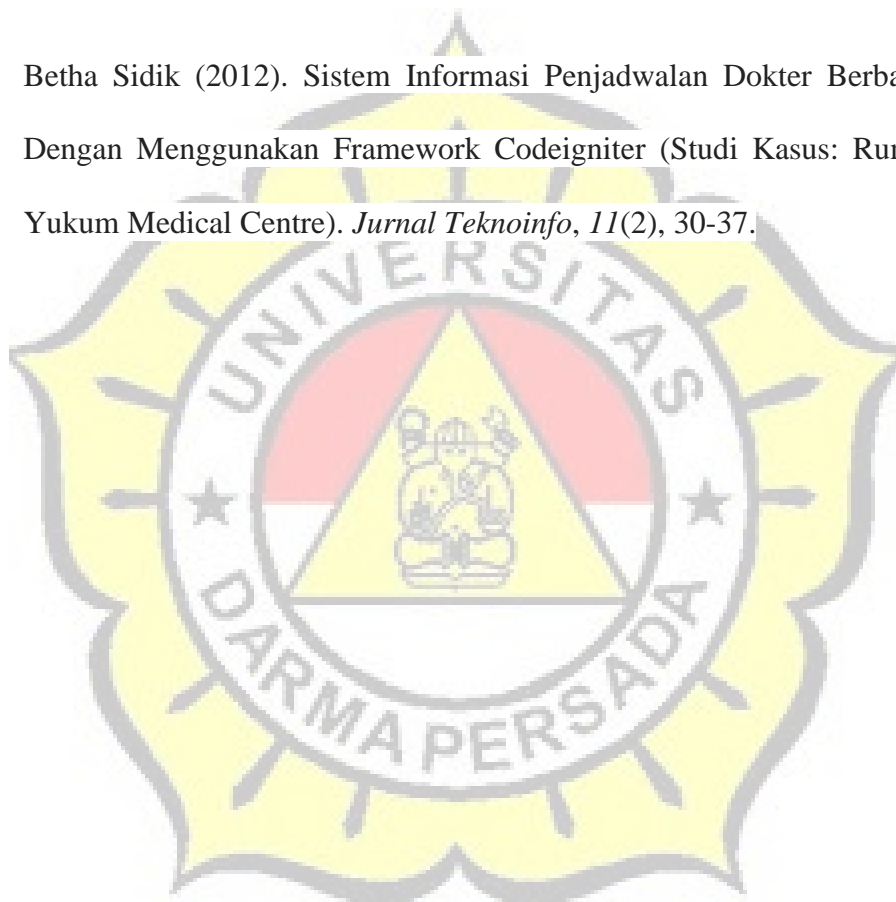 Betha Sidik (2012). Sistem Informasi Penjadwalan Dokter Berba
Dengan Menggunakan Framework Codeigniter (Studi Kasus: Rum
Yukum Medical Centre). Jurnal Teknoinfo, 11(2), 30-37.
UNIVERSITAS
DARMA PERSADA